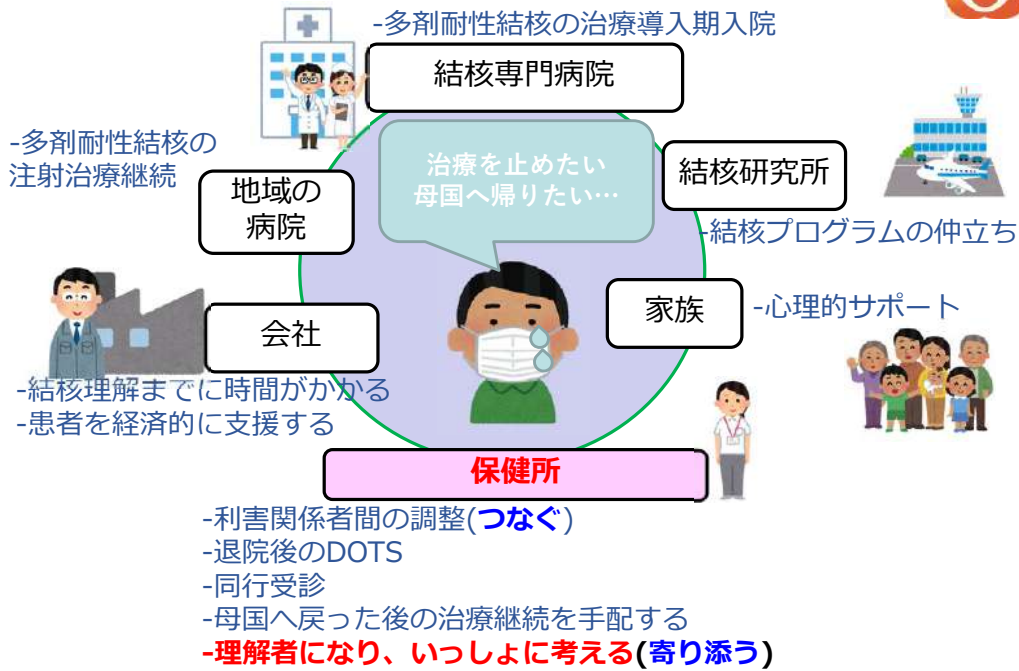 -多剤耐性結核の治療導入期入院
結核専門病院
-多剤耐性結核の
注射治療継続
地域の
病院
治療を止めたい
母国へ帰りたい…
結核研究所
-結核プログラムの仲立ち
家族
-心理的サポート
会社
-結核理解までに時間がかかる
-患者を経済的に支援する
保健所
-利害関係者間の調整(つなぐ)
-退院後のDOTS
-同行受診
-母国へ戻った後の治療継続を手配する
-理解者になり、いっしょに考える(寄り添う)